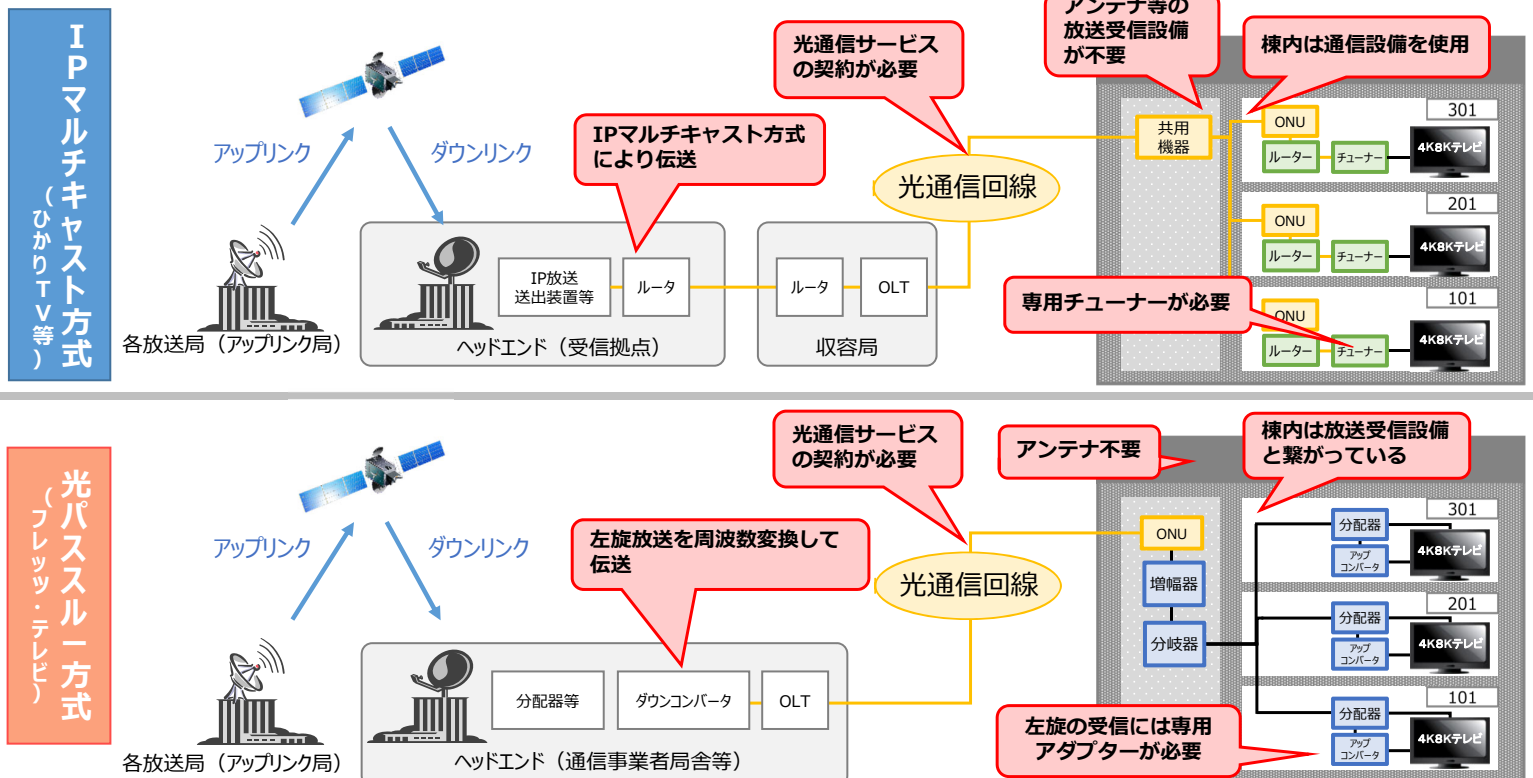 IPマルチキャスト方式
(ひかりTV等)
アップリンク
ダウンリンク
各放送局（アップリンク局）
IPマルチキャスト方式
により伝送
IP放送
送出装置等
ルータ
ヘッドエンド（受信拠点）
ルータ
OLT
収容局
光通信サービス
の契約が必要
光通信回線
アンテナ等の
放送受信設備
が不要
棟内は通信設備を使用
共用
機器
301
ONU
ルーター
チューナー
4K8Kテレビ
201
ONU
ルーター
チューナー
4K8Kテレビ
専用チューナーが必要
101
ONU
ルーター
チューナー
4K8Kテレビ
光パススルー方式
(フレッツ・テレビ)
アップリンク
ダウンリンク
各放送局（アップリンク局）
左旋放送を周波数変換して
伝送
分配器等
ダウンコンバータ
OLT
ヘッドエンド（通信事業者局舎等）
光通信サービス
の契約が必要
光通信回線
アンテナ不要
棟内は放送受信設備
と繋がっている
ONU
増幅器
分岐器
301
分配器
アップ
コンバータ
4K8Kテレビ
201
分配器
アップ
コンバータ
4K8Kテレビ
101
分配器
アップ
コンバータ
4K8Kテレビ
左旋の受信には専用
アダプターが必要